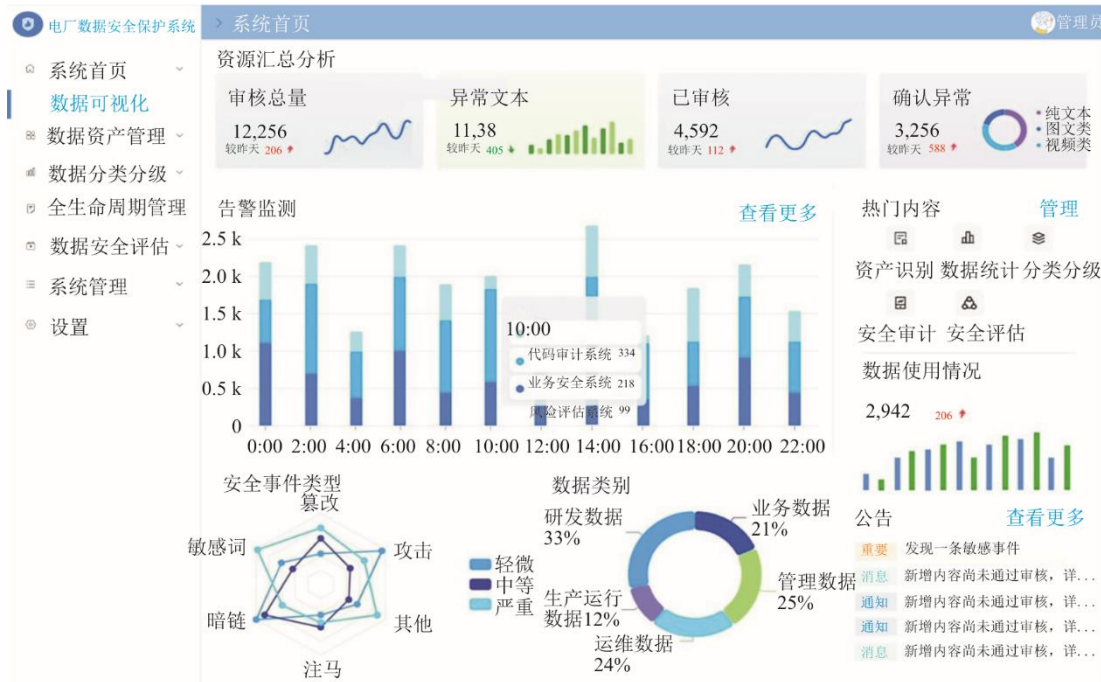 电厂数据安全保护系统
系统首页
管理员
系统首页
数据可视化
数据资产管理
数据分类分级
全生命周期管理
数据安全评估
系统管理
设置
资源汇总分析
审核总量
12,256
较昨天 206
异常文本
11,38
较昨天 405
已审核
4,592
较昨天 112
确认异常
3,256
较昨天 588
纯文本
图文类
视频类
告警监测
查看更多
2.5 k
2.0 k
1.5 k
1.0 k
0.5 k
0
10:00
代码审计系统 334
业务安全系统 218
风险评估系统 99
0:00 2:00 4:00 6:00 8:00 10:00 12:00 14:00 16:00 18:00 20:00 22:00
热门内容
管理
资产识别 数据统计 分类分级
安全审计 安全评估
数据使用情况
2,942 206
安全事件类型
篡改
敏感词
攻击
暗链
其他
注马
轻微
中等
严重
数据类别
研发数据
33%
业务数据
21%
管理数据
25%
生产运行
数据12%
运维数据
24%
公告
查看更多
重要 发现一条敏感事件
消息 新增内容尚未通过审核，详...
通知 新增内容尚未通过审核，详...
通知 新增内容尚未通过审核，详...
消息 新增内容尚未通过审核，详...